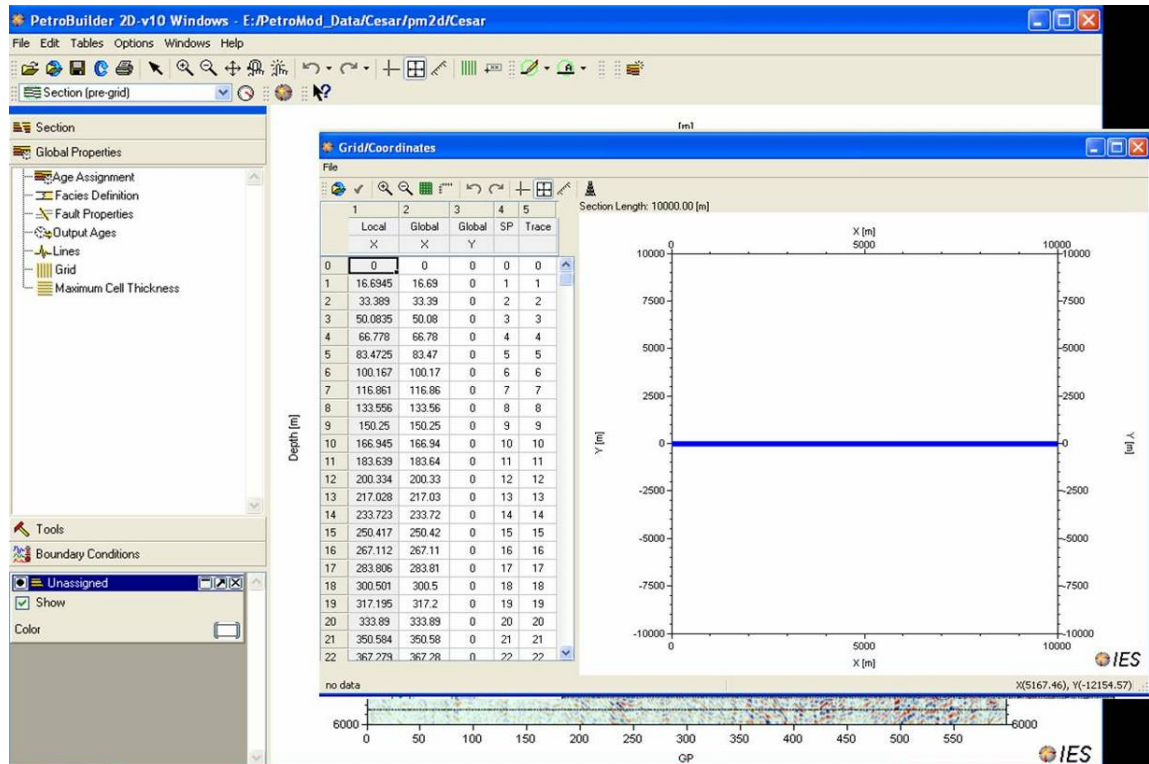 PetroBuilder 2D-v10 Windows - E:/PetroMod_Data/Cesar/pm2d/Cesar
File Edit Tables Options Windows Help
Section (pre-grid)
Section
Global Properties
Age Assignment
Facies Definition
Fault Properties
Output Ages
Lines
Grid
Maximum Cell Thickness
Tools
Boundary Conditions
Unassigned
Show
Color
[m]
Depth [m]
Grid/Coordinates
File
Section Length: 10000.00 [m]
1 2 3 4 5
Local Global Global SP Trace
X X Y
0 0 0 0 0 0
1 16.6945 16.69 0 1 1
2 33.389 33.39 0 2 2
3 50.0835 50.08 0 3 3
4 66.778 66.78 0 4 4
5 83.4725 83.47 0 5 5
6 100.167 100.17 0 6 6
7 116.861 116.86 0 7 7
8 133.556 133.56 0 8 8
9 150.25 150.25 0 9 9
10 166.945 166.94 0 10 10
11 183.639 183.64 0 11 11
12 200.334 200.33 0 12 12
13 217.028 217.03 0 13 13
14 233.723 233.72 0 14 14
15 250.417 250.42 0 15 15
16 267.112 267.11 0 16 16
17 283.806 283.81 0 17 17
18 300.501 300.5 0 18 18
19 317.195 317.2 0 19 19
20 333.89 333.89 0 20 20
21 350.584 350.58 0 21 21
22 367.279 367.28 0 22 22
X [m]
0 5000 10000
10000 10000
7500 7500
5000 5000
2500 2500
Y [m] 0 0 Y [m]
-2500 -2500
-5000 -5000
-7500 -7500
-10000 -10000
0 5000 10000
X [m]
IES
no data
X(5167.46), Y(-12154.57)
6000 6000
0 50 100 150 200 250 300 350 400 450 500 550
GP
IES